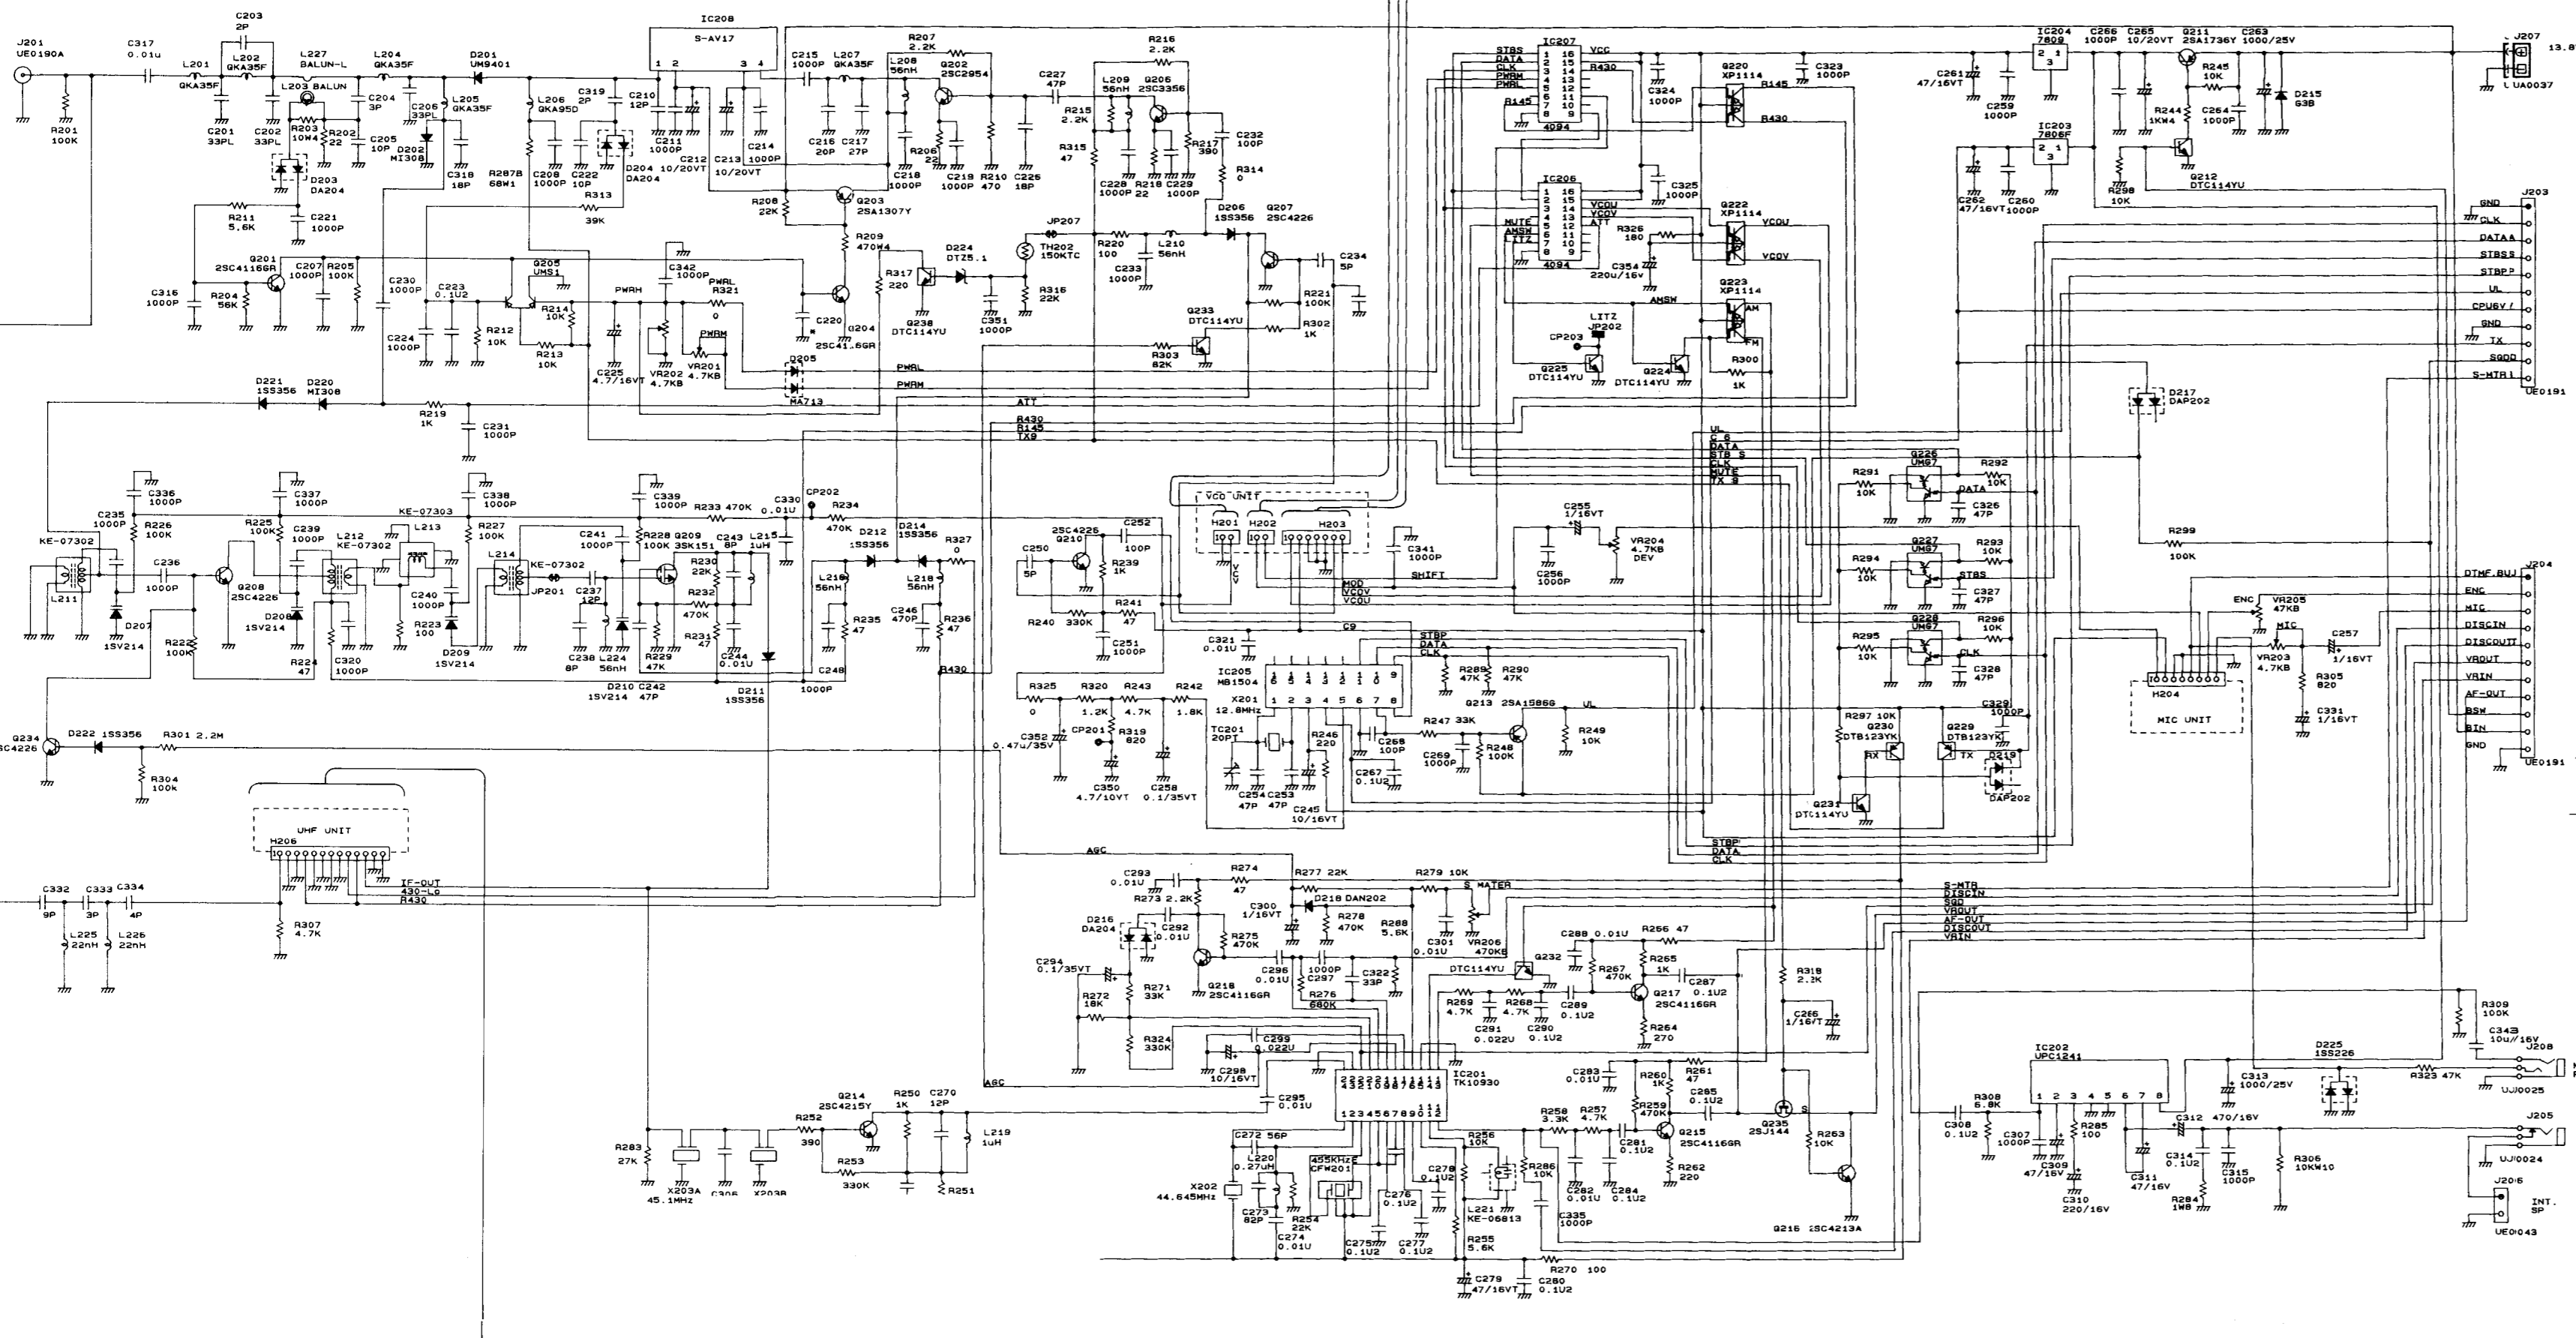 J201
UE0190A
R201
100K
C317
0.01u
L201
QKA35F
C203
2P
L202
QKA35F
C201
33PL
C202
33PL
L227
BALUN-L
L203 BALUN
R203
10W4
R202
22
D203
DA204
L204
QKA35F
C204
3P
C205
10P
C206
33PL
L205
QKA35F
D202
MI308
C318
18P
D201
UM9401
L206
QKA95D
R287B
68W1
C208
1000P
C222
10P
C319
2P
D204
DA204
C210
12P
IC208
S-AV17
1 2 3 4
C211
1000P
C212
10/20VT
C213
10/20VT
C214
1000P
C215
1000P
L207
QKA35F
C216
20P
C217
27P
L208
56nH
C218
1000P
R207
2.2K
Q202
2SC2954
R206
22
C219
1000P
R210
470
C226
18P
C227
47P
R216
2.2K
L209
56nH
R215
2.2K
Q206
2SC3356
R315
47
C228
1000P
R218
22
C229
1000P
R217
390
C232
100P
R314
0
R211
5.6K
C221
1000P
R313
39K
R208
22K
Q203
2SA1307Y
R209
470W4
R317
220
D224
DTZ5.1
Q238
DTC114YU
C351
1000P
JP207
TH202
150KTC
R316
22K
R220
100
C233
1000P
L210
56nH
D206
1SS356
Q207
2SC4226
C234
5P
R221
100K
R302
1K
Q233
DTC114YU
R303
82K
C316
1000P
Q201
2SC4116GR
R204
56K
C207
1000P
R205
100K
C230
1000P
C223
0.1U2
C224
1000P
R212
10K
Q205
UMS1
R214
10K
R213
10K
PWRH
C225
4.7/16VT
C342
1000P
VR202
4.7KB
PWRL
R321
0
PWRM
VR201
4.7KB
C220
*
Q204
D205
MA713
PWRL
PWRM
D221
1SS356
D220
MI308
R219
1K
C231
1000P
ATT
R430
R145
TX9
IC207
STBS
DATA
CLK
PWRM
PWRL
R145
VCC
R430
4094
C324
1000P
C323
1000P
Q220
XP1114
R145
R430
IC206
MUTE
AMSW
LITZ
VCOU
VCOV
ATT
4094
C325
1000P
R326
180
C354
220u/16V
Q222
XP1114
VCOU
VCOV
Q223
XP1114
AMSW
AM
FM
LITZ
JP202
CP203
Q225
DTC114YU
Q224
DTC114YU
R300
1K
C261
47/16VT
C259
1000P
IC204
7809
C266
1000P
C265
10/20VT
Q211
2SA1736Y
C263
1000/25V
R245
10K
R244
1KW4
C264
1000P
D215
G3B
IC203
7806F
C262
47/16VT
C260
1000P
R298
10K
Q212
DTC114YU
J207
13.8
UA0037
J203
GND
CLK
STBPP
UL
GND
TX
SQDD
UE0191
D217
DAP202
UL
DATA
STB S
CLK
MUTE
TX 9
C336
1000P
C235
1000P
R226
100K
KE-07302
L211
D207
1SV214
C236
1000P
Q208
2SC4226
R222
100K
C337
1000P
R225
100K
C239
1000P
L212
KE-07302
1SV214
R224
47
C320
1000P
KE-07303
L213
C338
1000P
R227
100K
C240
1000P
R223
100
D209
1SV214
L214
KE-07302
JP201
C237
12P
C241
1000P
C238
8P
L224
56nH
D210
1SV214
C242
47P
C339
1000P
R228
100K
Q209
3SK151
R229
47K
R233 470K
C243
8P
L215
1uH
R230
22K
R232
470K
R231
47
C244
0.01U
D211
1SS356
C330
0.01U
CP202
R234
470K
L216
56nH
R235
47
C248
1000P
D212
1SS356
D214
1SS356
C246
470P
L218
56nH
R327
0
R236
47
R430
2SC4226
Q210
C250
5P
C252
100P
R239
1K
R240
330K
R241
47
C251
1000P
VCO UNIT
H201
H202
H203
VCV
C341
1000P
SHIFT
MOD
VCOV
VCOU
C9
C255
1/16VT
C256
1000P
VR204
4.7KB
DEV
C321
0.01U
STBP
DATA
CLK
IC205
MB1504
X201
12.8MHz
TC201
20PT
C254
47P
C253
47P
R246
220
C245
10/16VT
C268
100P
C267
0.1U2
R289
47K
R290
47K
Q213 2SA1586G
R247 33K
C269
1000P
R248
100K
UL
R249
10K
R325
0
R320
1.2K
R243
4.7K
R242
1.8K
CP201
R319
820
C352
0.47u/35V
C350
4.7/10VT
C258
0.1/35VT
R291
10K
Q226
UMG7
R292
10K
DATA
C326
47P
R294
10K
Q227
UMG7
R293
10K
STBS
C327
47P
R295
10K
Q228
UMG7
R296
10K
CLK
C328
47P
R299
100K
R297 10K
Q230
DTB123YK
RX
Q229
DTB123YK
TX
C329
1000P
D219
DAP202
Q231
DTC114YU
STBP
DATA
CLK
J204
ENC
MIC
DISCIN
VROUT
VRIN
AF-OUT
BSW
BIN
GND
UE0191
ENC
VR205
47KB
MIC
VR203
4.7KB
C257
1/16VT
R305
820
C331
1/16VT
H204
MIC UNIT
Q234
D222 1SS356
R301 2.2M
R304
100k
UHF UNIT
H206
IF-OUT
430-Lo
R430
C332
9P
C333
3P
C334
4P
L225
22nH
L226
22nH
R307
4.7K
AGC
C293
0.01U
R274
47
R273 2.2K
D216
DA204
C292
0.01U
R275
470K
C294
0.1/35VT
R272
18K
R271
33K
R324
330K
Q218
2SC4116GR
C296
0.01U
C300
1/16VT
R277 22K
D218 DAN202
R278
470K
1000P
C297
R276
680K
C322
33P
R279 10K
R288
5.6K
C301
0.01U
S MATER
VR206
470KB
C299
0.022U
C298
10/16VT
AGC
C295
0.01U
IC201
TK10930
S-MTR
DISCIN
SQD
VROUT
AF-OUT
DISCOUT
VRIN
Q232
DTC114YU
C288 0.01U
R267
470K
R266 47
R265
1K
C287
0.1U2
Q217
2SC4116GR
R264
270
R269
4.7K
R268
4.7K
C289
0.1U2
C291
0.022U
C290
0.1U2
R318
2.2K
C286
1/16VT
R283
27K
X203A
45.1MHz
C306
X203B
R252
390
Q214
2SC4215Y
R253
330K
R250
1K
C270
12P
L219
1uH
R251
X202
44.645MHz
C272 56P
L220
0.27uH
C273
82P
C274
0.01U
R254
22K
455KHz
CFW201
C275
0.1U2
C276
0.1U2
C277
0.1U2
C278
0.1U2
R256
10K
L221
KE-06813
R255
5.6K
C279
47/16VT
C280
0.1U2
R270 100
R286
10K
C335
1000P
R258
3.3K
R257
4.7K
C282
0.01U
C284
0.1U2
C281
0.1U2
C283
0.01U
R260
1K
R259
470K
R261
47
C285
0.1U2
Q215
2SC4116GR
R262
220
Q235
2SJ144
S
R263
10K
Q216 2SC4213A
IC202
UPC1241
1 2 3 4 5 6 7 8
R308
6.8K
C308
0.1U2
C307
1000P
C309
47/16V
R285
100
C310
220/16V
C311
47/16V
C312 470/16V
C313
1000/25V
C314
0.1U2
R284
1W8
C315
1000P
R306
10KW10
D225
1SS226
R323 47K
R309
100K
C343
10u/16V
J208
UJ0025
J205
UJ0024
J206
INT.
SP
UE0043